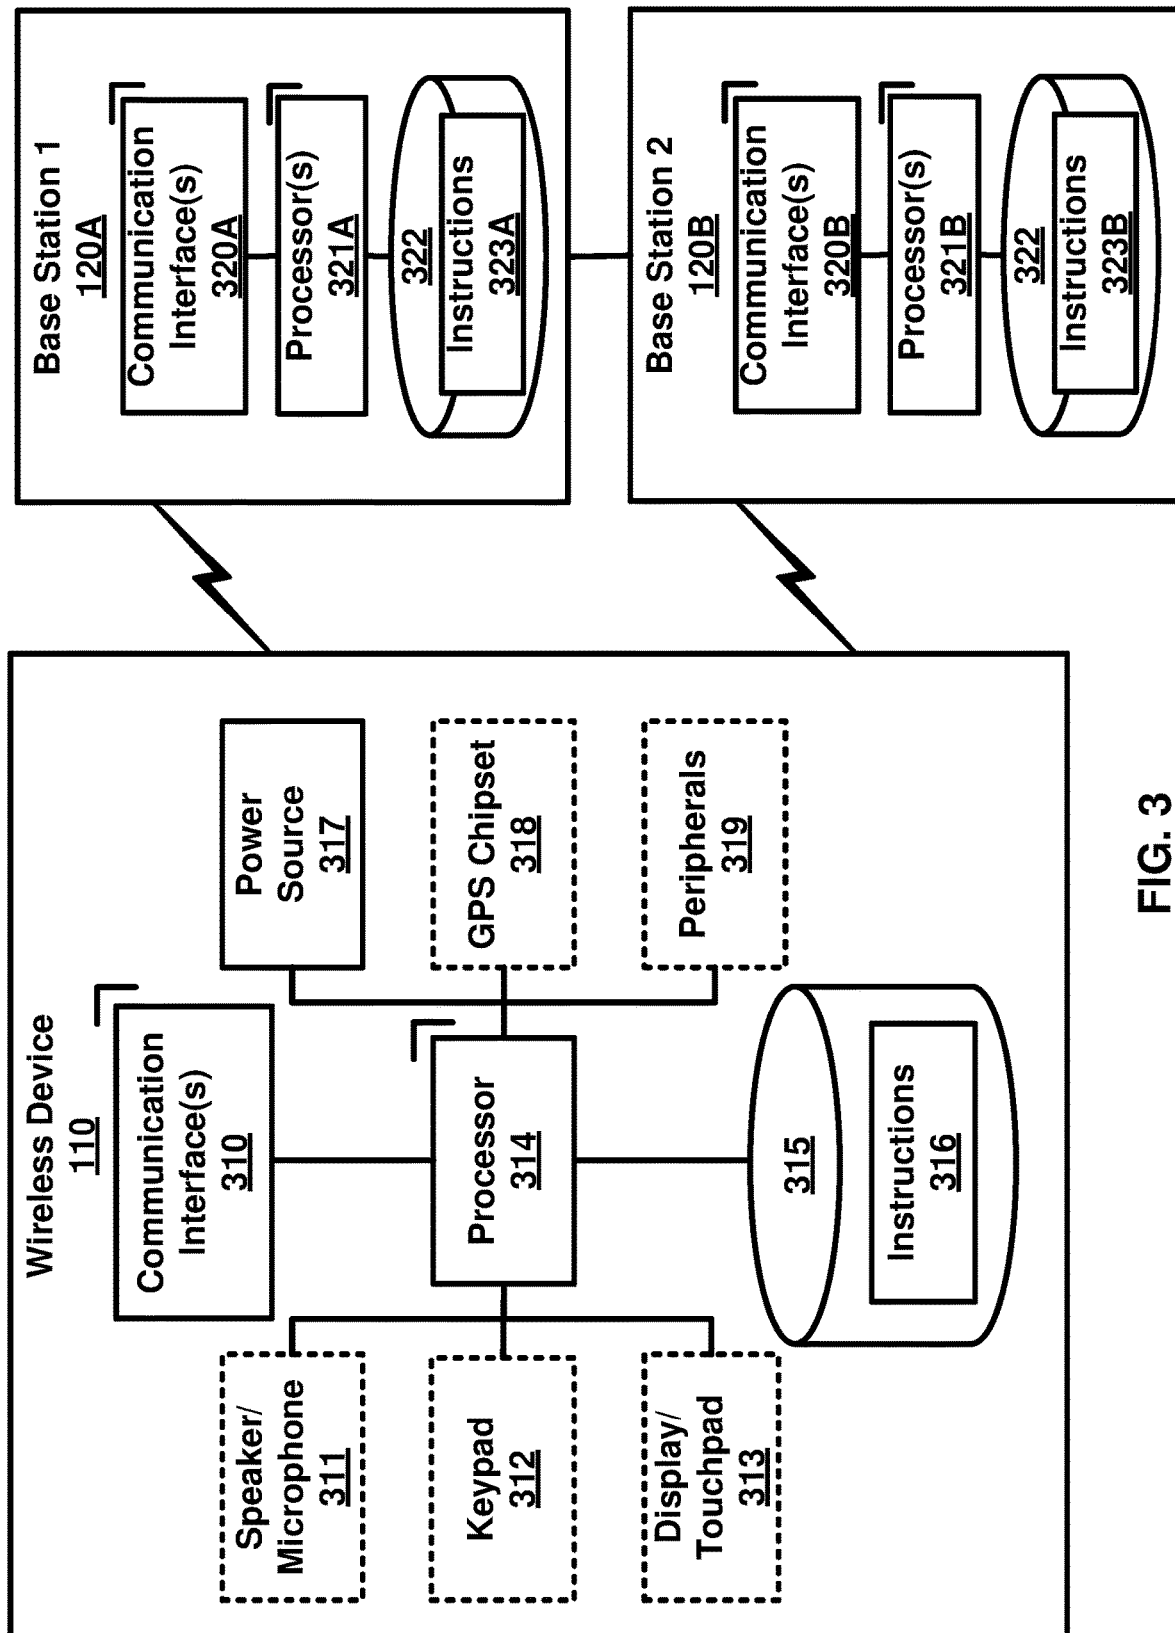 Wireless Device
110
Communication
Interface(s)
310
Speaker/
Microphone
311
Power
Source
317
Keypad
312
Processor
314
GPS Chipset
318
Display/
Touchpad
313
Peripherals
319
315
Instructions
316
Base Station 1
120A
Communication
Interface(s)
320A
Processor(s)
321A
322
Instructions
323A
Base Station 2
120B
Communication
Interface(s)
320B
Processor(s)
321B
322
Instructions
323B
FIG. 3